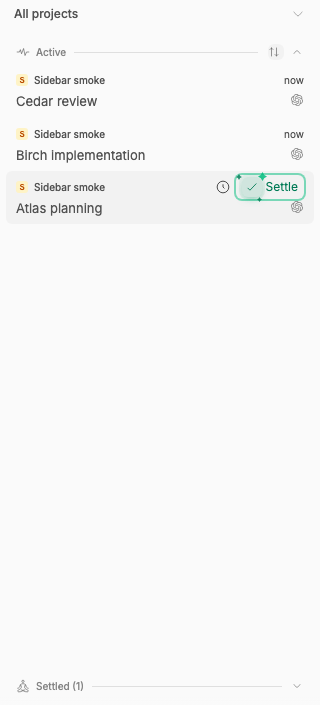 All projects
Active
S Sidebar smoke now
Cedar review
S Sidebar smoke now
Birch implementation
S Sidebar smoke Settle
Atlas planning
Settled (1)